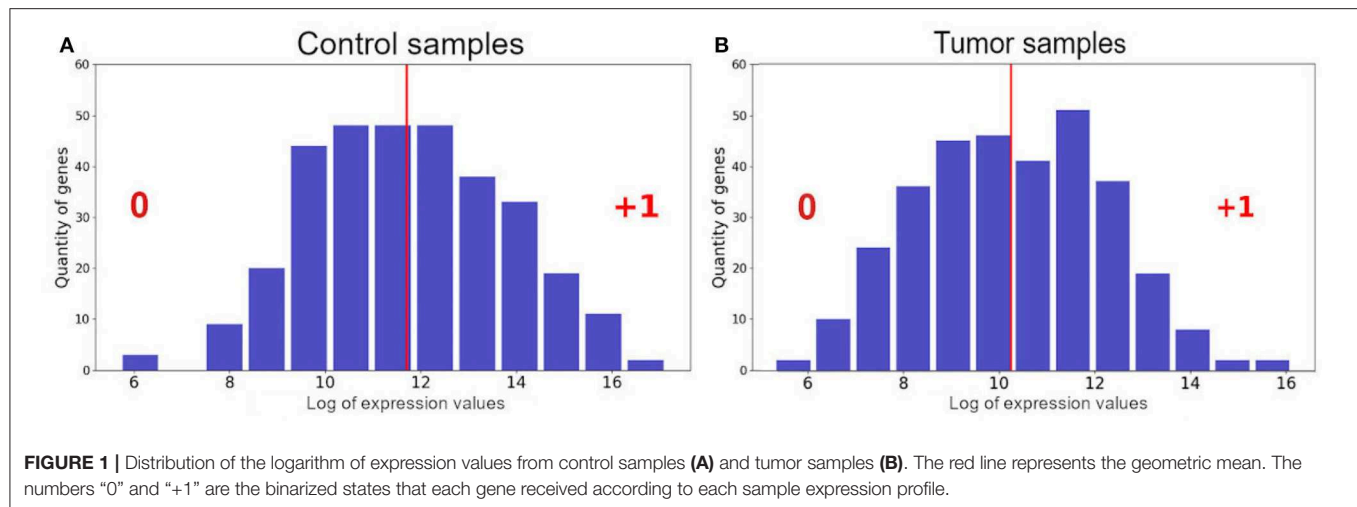 A
Control samples
60
50
40
30
20
10
0
Quantity of genes
0
+1
6 8 10 12 14 16
Log of expression values
B
Tumor samples
60
50
40
30
20
10
0
Quantity of genes
0
+1
6 8 10 12 14 16
Log of expression values
FIGURE 1 | Distribution of the logarithm of expression values from control samples (A) and tumor samples (B). The red line represents the geometric mean. The
numbers “0” and “+1” are the binarized states that each gene received according to each sample expression profile.